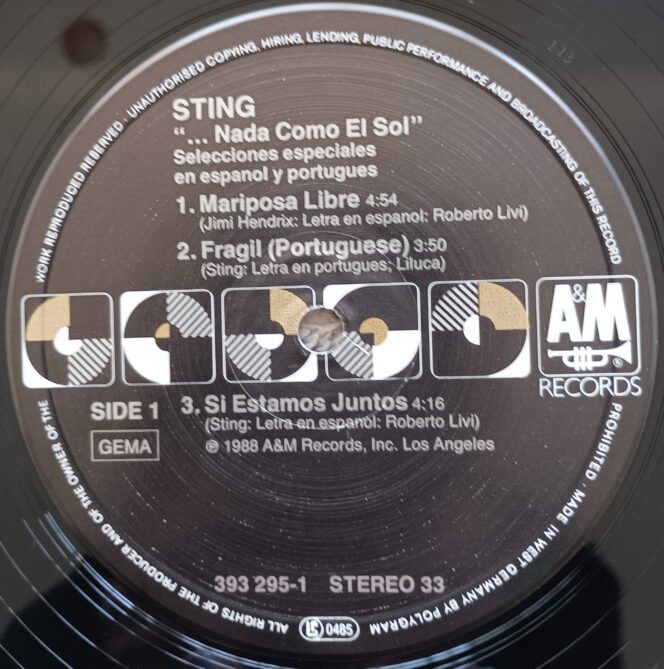 STING
“... Nada Como El Sol”
Selecciones especiales
en espanol y portugues
1. Mariposa Libre 4:54
(Jimi Hendrix: Letra en espanol: Roberto Livi)
2. Fragil (Portuguese) 3:50
(Sting: Letra en portugues; Liluca)
A&M
RECORDS
SIDE 1
GEMA
3. Si Estamos Juntos 4:16
(Sting: Letra en espanol: Roberto Livi)
℗ 1988 A&M Records, Inc. Los Angeles
393 295-1 STEREO 33
LC 0485
ALL RIGHTS OF THE PRODUCER AND OF THE OWNER OF THE WORK REPRODUCED RESERVED · UNAUTHORISED COPYING, HIRING, LENDING, PUBLIC PERFORMANCE AND BROADCASTING OF THIS RECORD PROHIBITED · MADE IN WEST GERMANY BY POLYGRAM
113